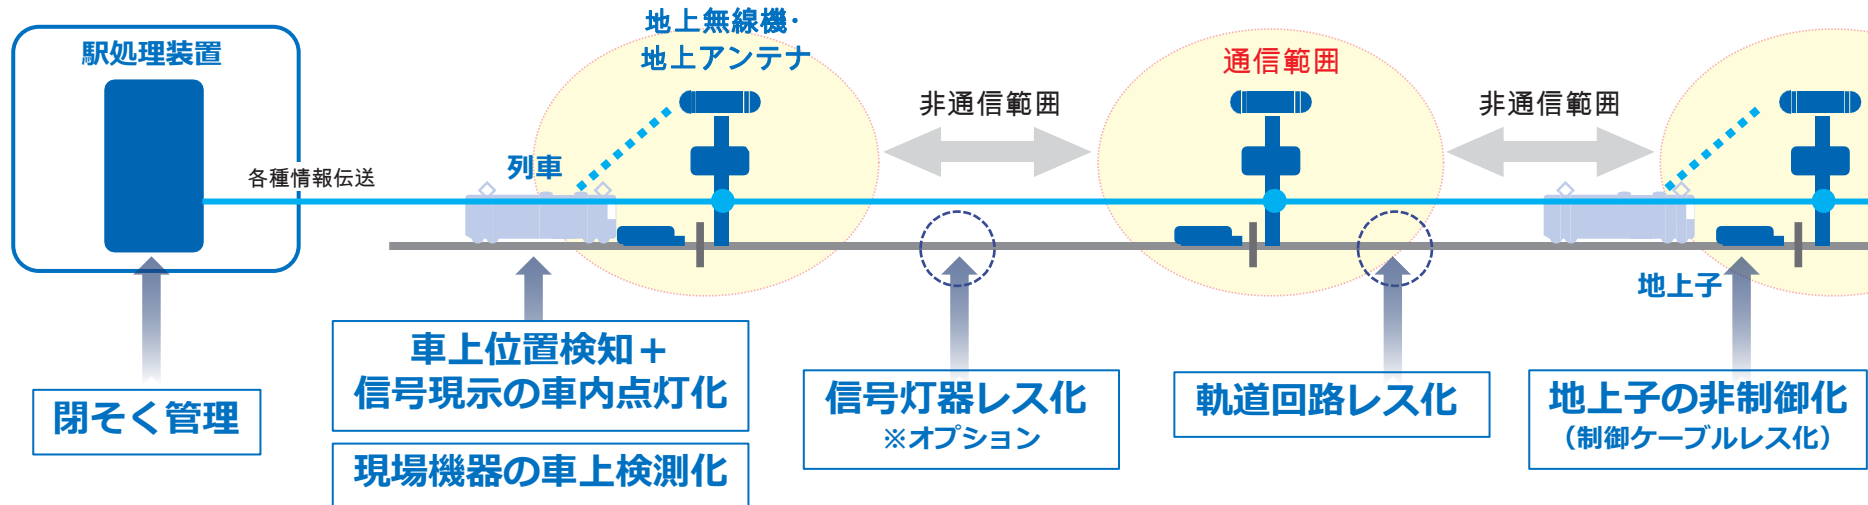 駅処理装置
地上無線機・
地上アンテナ
通信範囲
非通信範囲
非通信範囲
列車
各種情報伝送
地上子
閉そく管理
車上位置検知＋
信号現示の車内点灯化
現場機器の車上検測化
信号灯器レス化
※オプション
軌道回路レス化
地上子の非制御化
（制御ケーブルレス化）